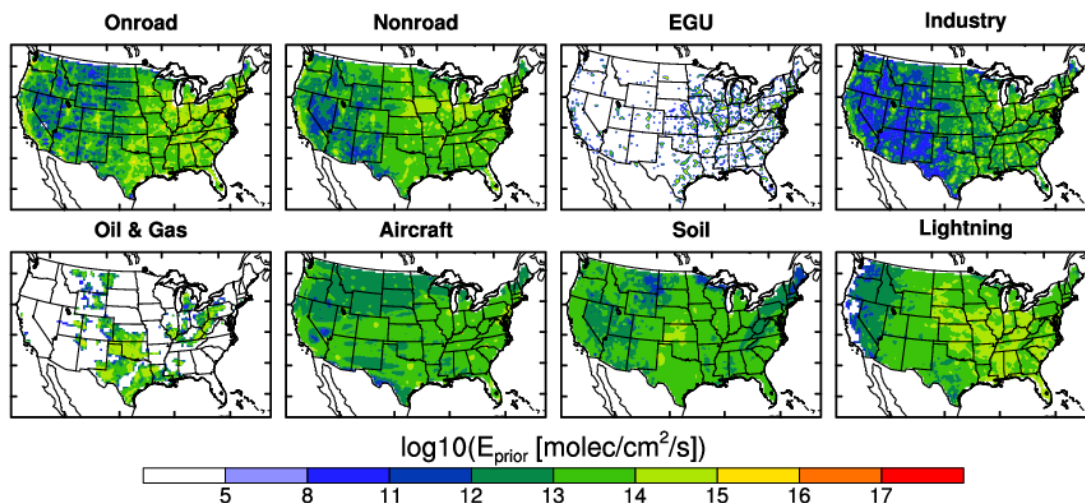 Onroad Nonroad EGU Industry
Oil & Gas Aircraft Soil Lightning
log10(E_prior [molec/cm²/s])
5 8 11 12 13 14 15 16 17